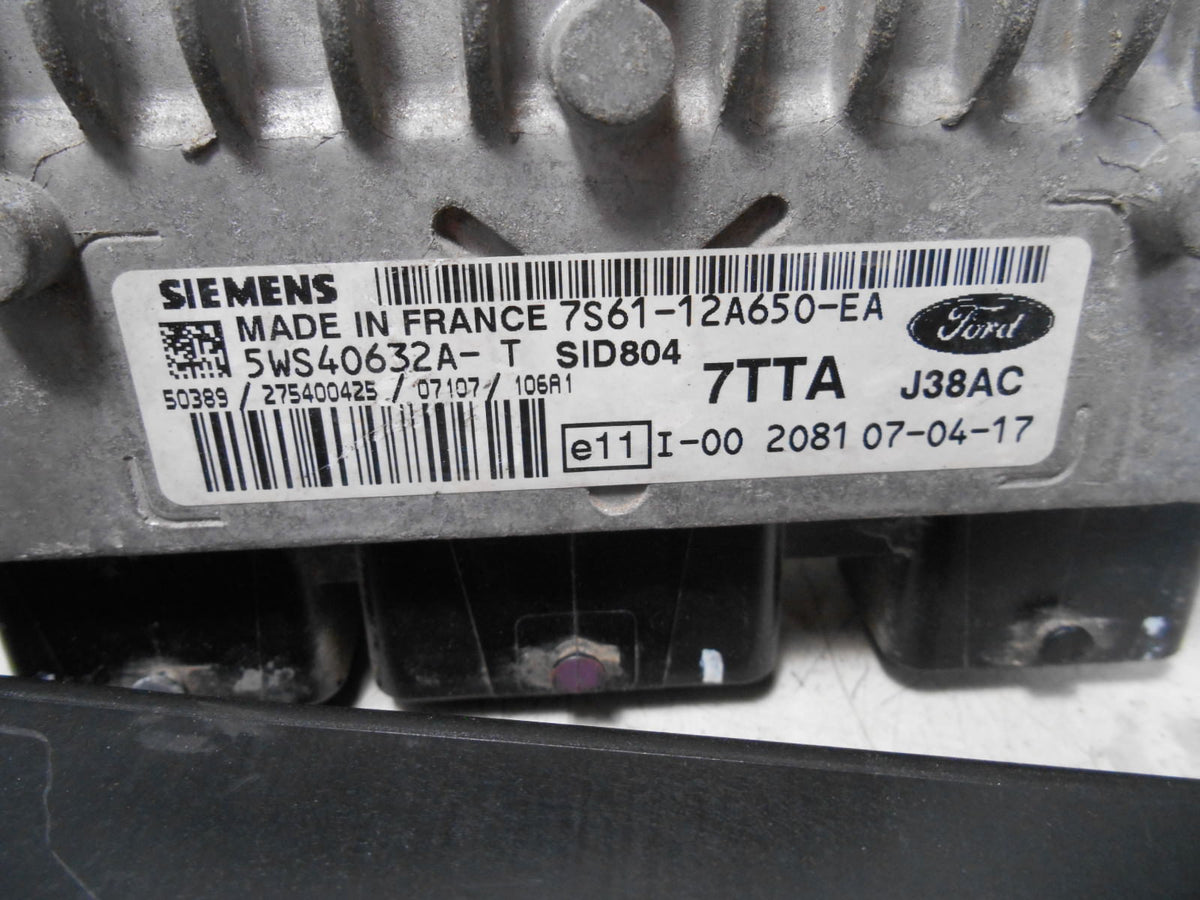 SIEMENS
MADE IN FRANCE 7S61-12A650-EA
Ford
5WS40632A- T SID804
7TTA J38AC
50389 / 275400425 / 07107 / 106A1
e11 I-00 2081 07-04-17